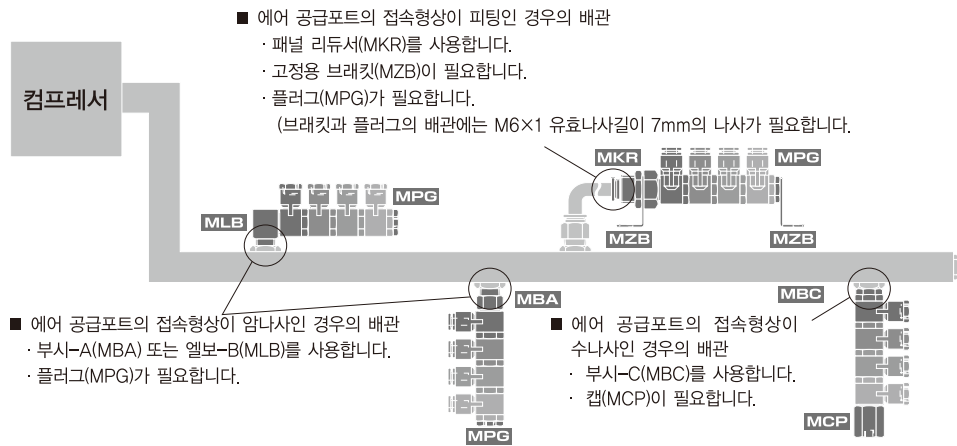 ■ 에어 공급포트의 접속형상이 피팅인 경우의 배관
· 패널 리듀서(MKR)를 사용합니다.
· 고정용 브래킷(MZB)이 필요합니다.
· 플러그(MPG)가 필요합니다.
(브래킷과 플러그의 배관에는 M6×1 유효나사길이 7mm의 나사가 필요합니다.
컴프레서
MKR
MPG
MPG
MLB
MZB
MZB
MBA
MBC
■ 에어 공급포트의 접속형상이 암나사인 경우의 배관
· 부시-A(MBA) 또는 엘보-B(MLB)를 사용합니다.
· 플러그(MPG)가 필요합니다.
■ 에어 공급포트의 접속형상이
수나사인 경우의 배관
· 부시-C(MBC)를 사용합니다.
· 캡(MCP)이 필요합니다.
MCP
MPG